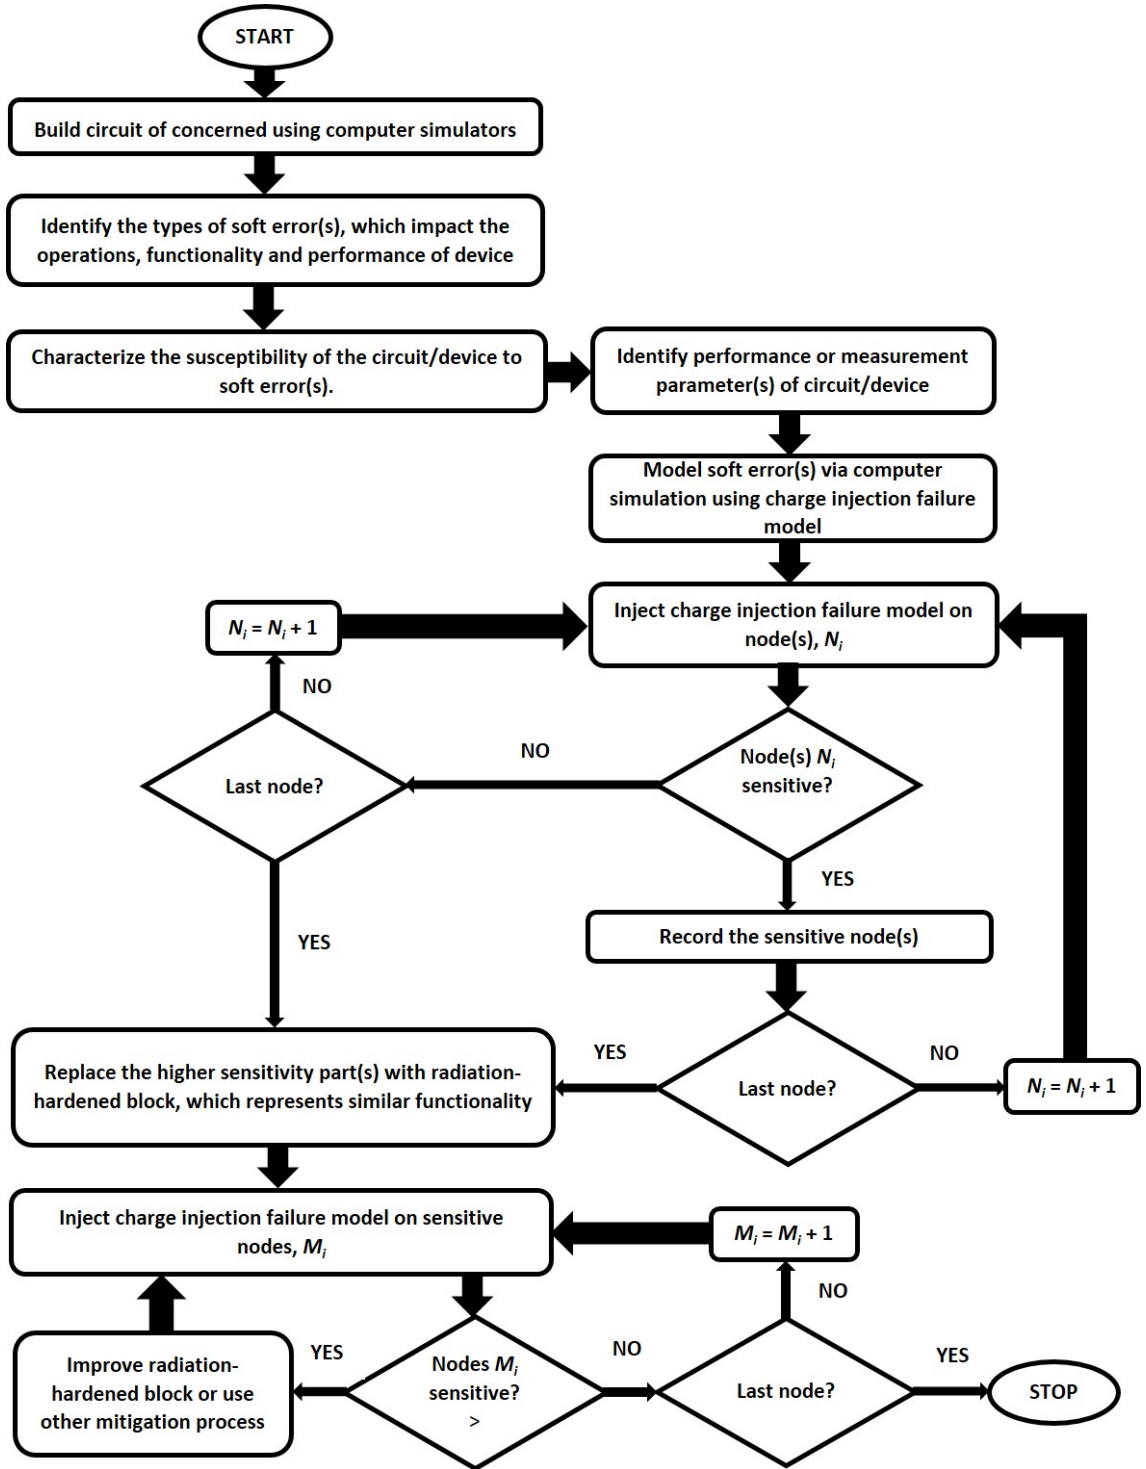 START
Build circuit of concerned using computer simulators
Identify the types of soft error(s), which impact the
operations, functionality and performance of device
Characterize the susceptibility of the circuit/device to
soft error(s).
Identify performance or measurement
parameter(s) of circuit/device
Model soft error(s) via computer
simulation using charge injection failure
model
Inject charge injection failure model on
node(s), Ni
Ni = Ni + 1
NO
Node(s) Ni
sensitive?
NO
Last node?
YES
YES
Record the sensitive node(s)
Last node?
YES
NO
Ni = Ni + 1
Replace the higher sensitivity part(s) with radiation-
hardened block, which represents similar functionality
Inject charge injection failure model on sensitive
nodes, Mi
Mi = Mi + 1
NO
Nodes Mi
sensitive?
>
YES
NO
Improve radiation-
hardened block or use
other mitigation process
Last node?
YES
STOP